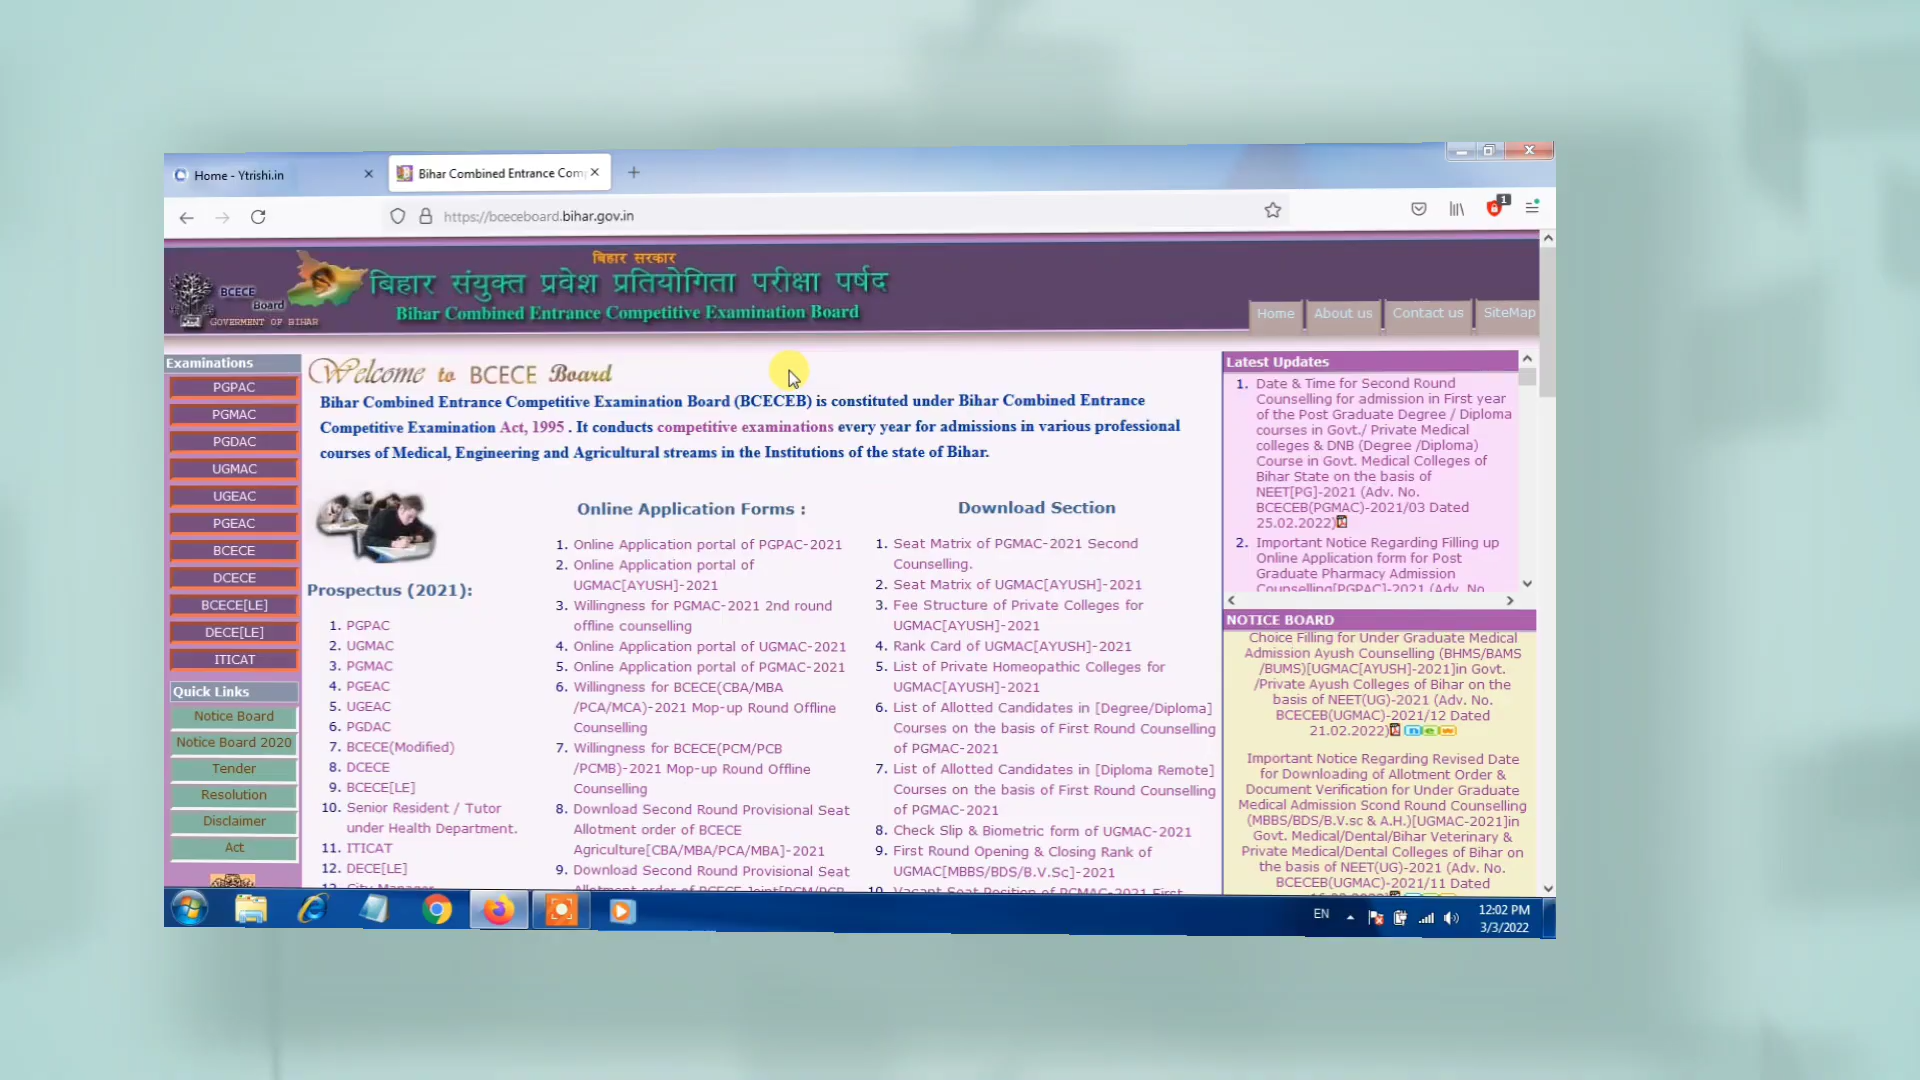 Home - Ytrishi.in
Bihar Combined Entrance Com
https://bceceboard.bihar.gov.in
1
बिहार सरकार
बिहार संयुक्त प्रवेश प्रतियोगिता परीक्षा पर्षद
Bihar Combined Entrance Competitive Examination Board
BCECE
Board
GOVERMENT OF BIHAR
Home
About us
Contact us
SiteMap
Examinations
PGPAC
PGMAC
PGDAC
UGMAC
UGEAC
PGEAC
BCECE
DCECE
BCECE[LE]
DECE[LE]
ITICAT
Quick Links
Notice Board
Notice Board 2020
Tender
Resolution
Disclaimer
Act
Welcome to BCECE Board
Bihar Combined Entrance Competitive Examination Board (BCECEB) is constituted under Bihar Combined Entrance
Competitive Examination Act, 1995 . It conducts competitive examinations every year for admissions in various professional
courses of Medical, Engineering and Agricultural streams in the Institutions of the state of Bihar.
Prospectus (2021):
1. PGPAC
2. UGMAC
3. PGMAC
4. PGEAC
5. UGEAC
6. PGDAC
7. BCECE(Modified)
8. DCECE
9. BCECE[LE]
10. Senior Resident / Tutor
under Health Department.
11. ITICAT
12. DECE[LE]
City Manager
Online Application Forms :
1. Online Application portal of PGPAC-2021
2. Online Application portal of
UGMAC[AYUSH]-2021
3. Willingness for PGMAC-2021 2nd round
offline counselling
4. Online Application portal of UGMAC-2021
5. Online Application portal of PGMAC-2021
6. Willingness for BCECE(CBA/MBA
/PCA/MCA)-2021 Mop-up Round Offline
Counselling
7. Willingness for BCECE(PCM/PCB
/PCMB)-2021 Mop-up Round Offline
Counselling
8. Download Second Round Provisional Seat
Allotment order of BCECE
Agriculture[CBA/MBA/PCA/MBA]-2021
9. Download Second Round Provisional Seat
Allotment order of BCECE Joint[PCM/PCB
Download Section
1. Seat Matrix of PGMAC-2021 Second
Counselling.
2. Seat Matrix of UGMAC[AYUSH]-2021
3. Fee Structure of Private Colleges for
UGMAC[AYUSH]-2021
4. Rank Card of UGMAC[AYUSH]-2021
5. List of Private Homeopathic Colleges for
UGMAC[AYUSH]-2021
6. List of Allotted Candidates in [Degree/Diploma]
Courses on the basis of First Round Counselling
of PGMAC-2021
7. List of Allotted Candidates in [Diploma Remote]
Courses on the basis of First Round Counselling
of PGMAC-2021
8. Check Slip & Biometric form of UGMAC-2021
9. First Round Opening & Closing Rank of
UGMAC[MBBS/BDS/B.V.Sc]-2021
10. Vacant Seat Position of PGMAC-2021 First
Latest Updates
1. Date & Time for Second Round
Counselling for admission in First year
of the Post Graduate Degree / Diploma
courses in Govt./ Private Medical
colleges & DNB (Degree /Diploma)
Course in Govt. Medical Colleges of
Bihar State on the basis of
NEET[PG]-2021 (Adv. No.
BCECEB(PGMAC)-2021/03 Dated
25.02.2022)
2. Important Notice Regarding Filling up
Online Application form for Post
Graduate Pharmacy Admission
Counselling[PGPAC]-2021 (Adv. No.
NOTICE BOARD
Choice Filling for Under Graduate Medical
Admission Ayush Counselling (BHMS/BAMS
/BUMS)[UGMAC[AYUSH]-2021]in Govt.
/Private Ayush Colleges of Bihar on the
basis of NEET(UG)-2021 (Adv. No.
BCECEB(UGMAC)-2021/12 Dated
21.02.2022) new
Important Notice Regarding Revised Date
for Downloading of Allotment Order &
Document Verification for Under Graduate
Medical Admission Scond Round Counselling
(MBBS/BDS/B.V.sc & A.H.)[UGMAC-2021]in
Govt. Medical/Dental/Bihar Veterinary &
Private Medical/Dental Colleges of Bihar on
the basis of NEET(UG)-2021 (Adv. No.
BCECEB(UGMAC)-2021/11 Dated
EN
12:02 PM
3/3/2022